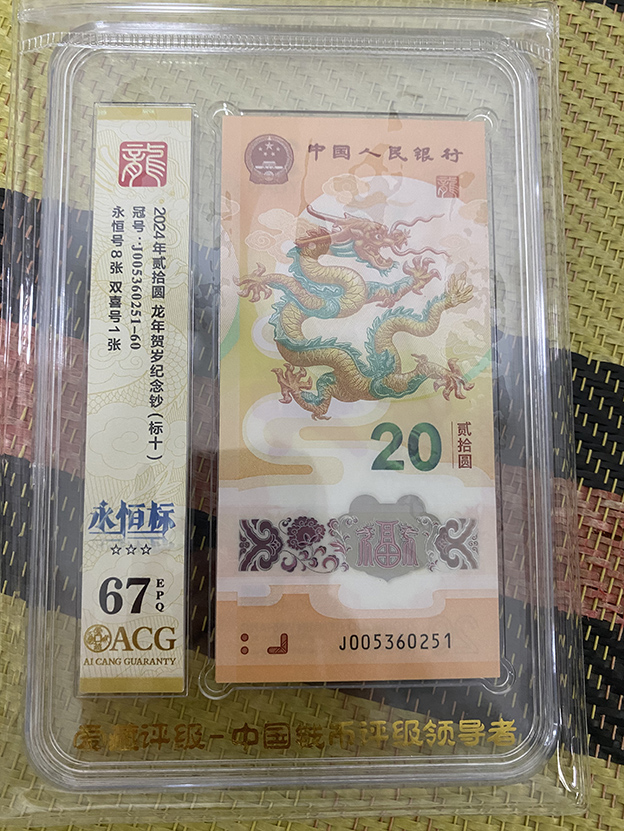 龍
2024年贰拾圆 龙年贺岁纪念钞(标十)
冠号:J005360251-60
永恒号8张 双喜号1张
永恒标
☆☆☆
67 EPQ
ACG
AI CANG GUARANTY
中国人民银行
龍
20 贰拾圆
福
J005360251
爱藏评级-中国纸币评级领导者